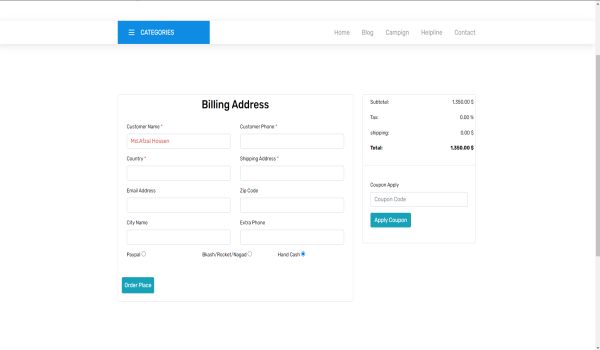 CATEGORIES
Home Blog Campign Helpline Contact
Billing Address
Customer Name * Customer Phone *
Md.Afzal Hossen
Country * Shipping Address *
Email Address Zip Code
City Name Extra Phone
Paypal Bkash/Rocket/Nagad Hand Cash
Order Place
Subtotal: 1,350.00 $
Tax: 0.00 %
shipping: 0.00 $
Total: 1,350.00 $
Coupon Apply
Coupon Code
Apply Coupon